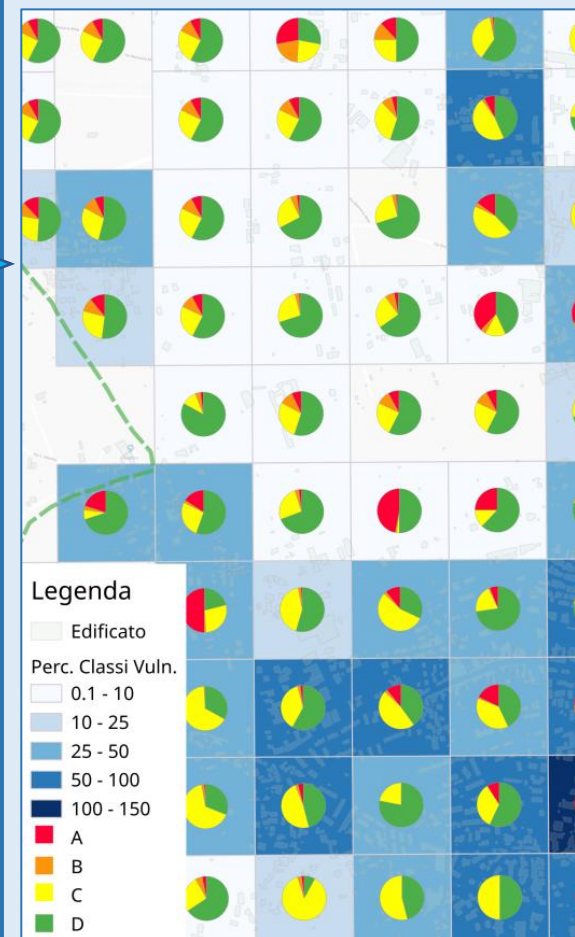 Legenda
Edificato
Perc. Classi Vuln.
0.1 - 10
10 - 25
25 - 50
50 - 100
100 - 150
A
B
C
D